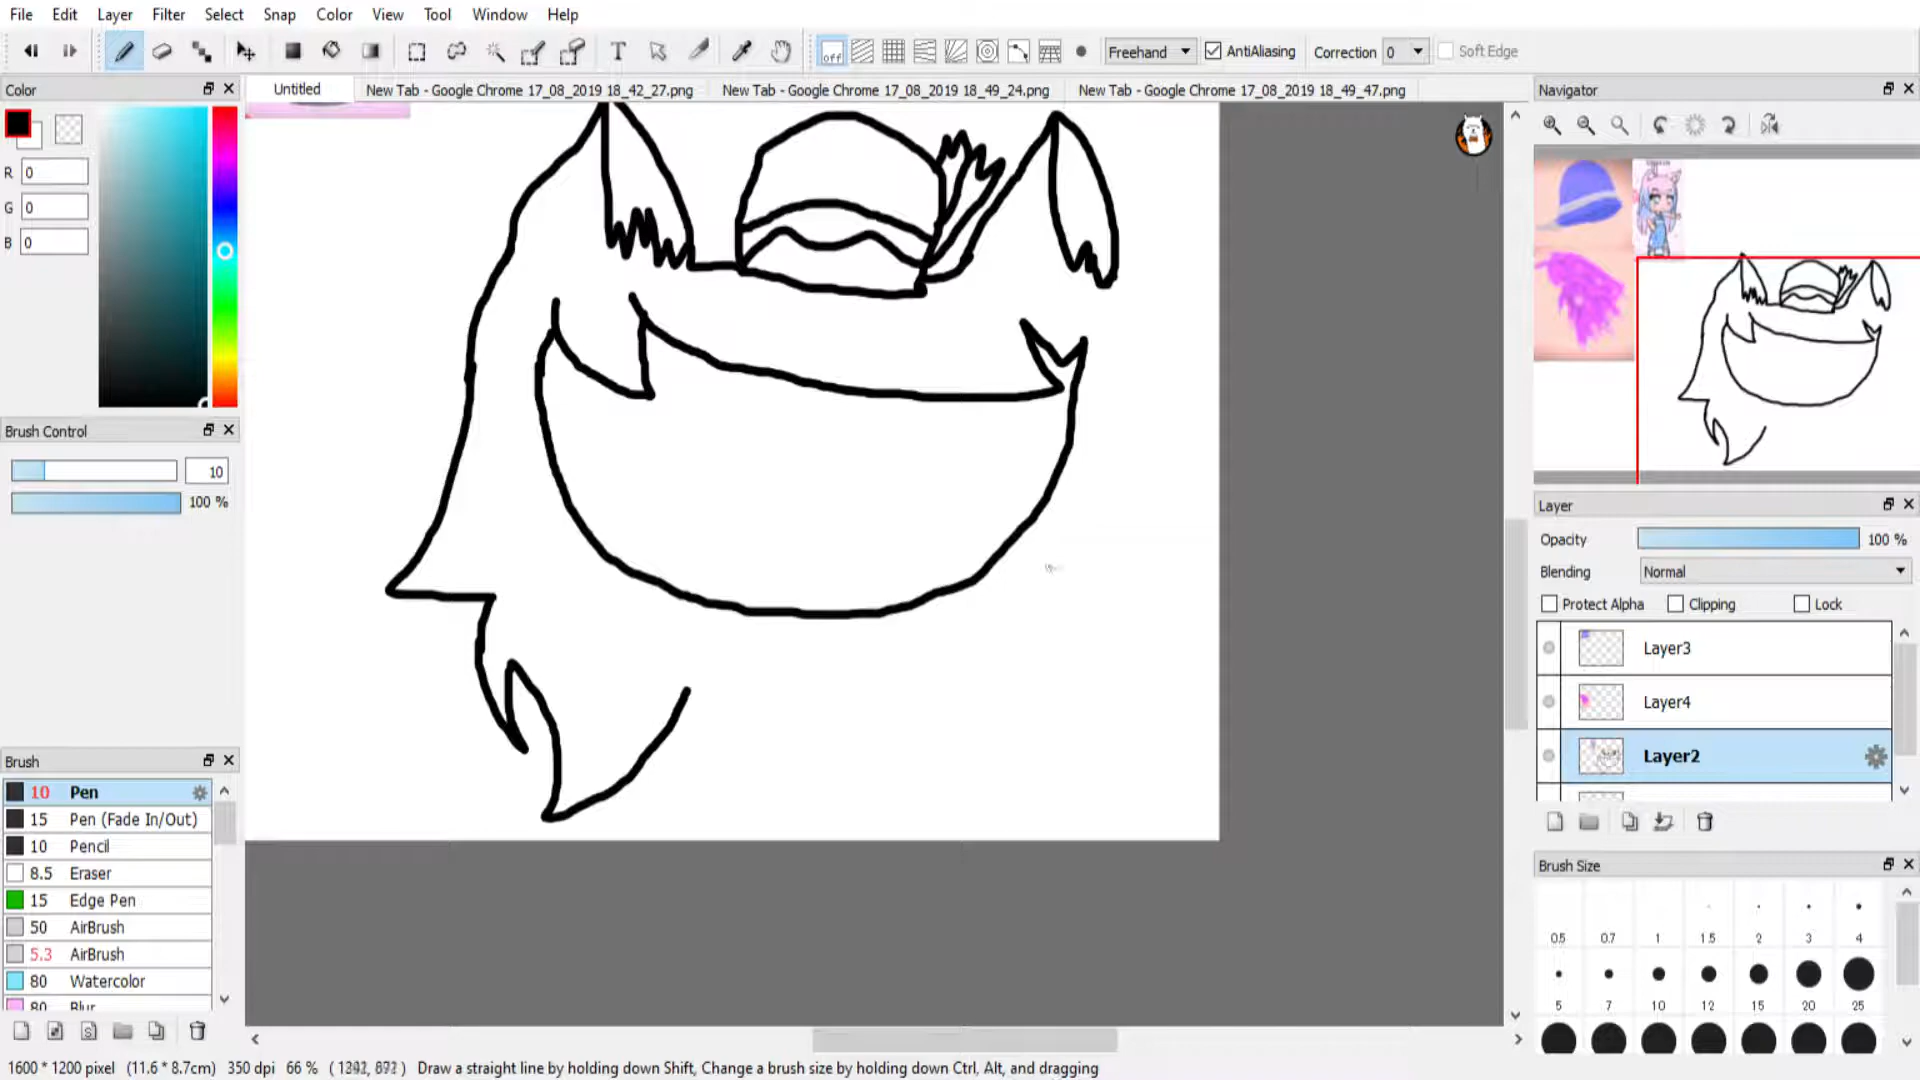 File Edit Layer Filter Select Snap Color View Tool Window Help
off Freehand AntiAliasing Correction 0 Soft Edge
Color
Untitled
New Tab - Google Chrome 17_08_2019 18_42_27.png
New Tab - Google Chrome 17_08_2019 18_49_24.png
New Tab - Google Chrome 17_08_2019 18_49_47.png
Navigator
R 0
G 0
B 0
Brush Control
10
100 %
Layer
Opacity 100 %
Blending Normal
Protect Alpha Clipping Lock
Layer3
Layer4
Layer2
Brush
10 Pen
15 Pen (Fade In/Out)
10 Pencil
8.5 Eraser
15 Edge Pen
50 AirBrush
5.3 AirBrush
80 Watercolor
80 Blur
Brush Size
0.5 0.7 1 1.5 2 3 4
5 7 10 12 15 20 25
1600 * 1200 pixel (11.6 * 8.7cm) 350 dpi 66 % Draw a straight line by holding down Shift, Change a brush size by holding down Ctrl, Alt, and dragging